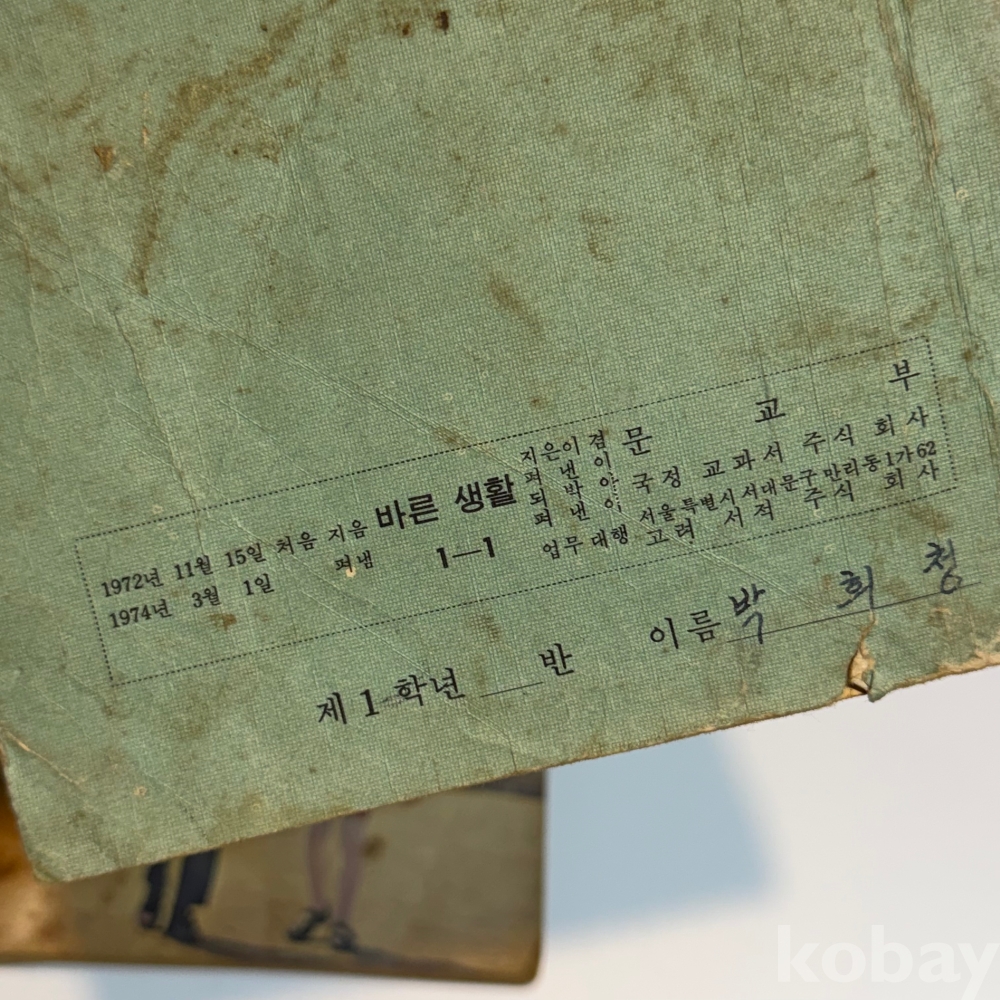 1972년 11월 15일 처음 지음
1974년 3월 1일 펴냄
바른 생활
1—1
지은이 겸
펴낸이 문교부
되박아
펴낸이 국정 교과서 주식 회사
서울 특별시 서대문구 만리동 1가 62
업무 대행 고려 서적 주식 회사
제 1 학년 반 이름 박 희 청
kobay